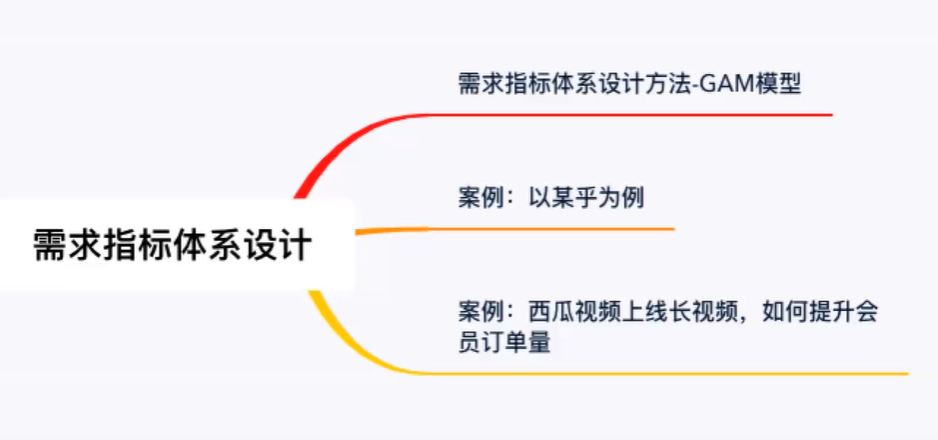 需求指标体系设计方法-GAM模型
案例：以某乎为例
需求指标体系设计
案例：西瓜视频上线长视频，如何提升会
员订单量